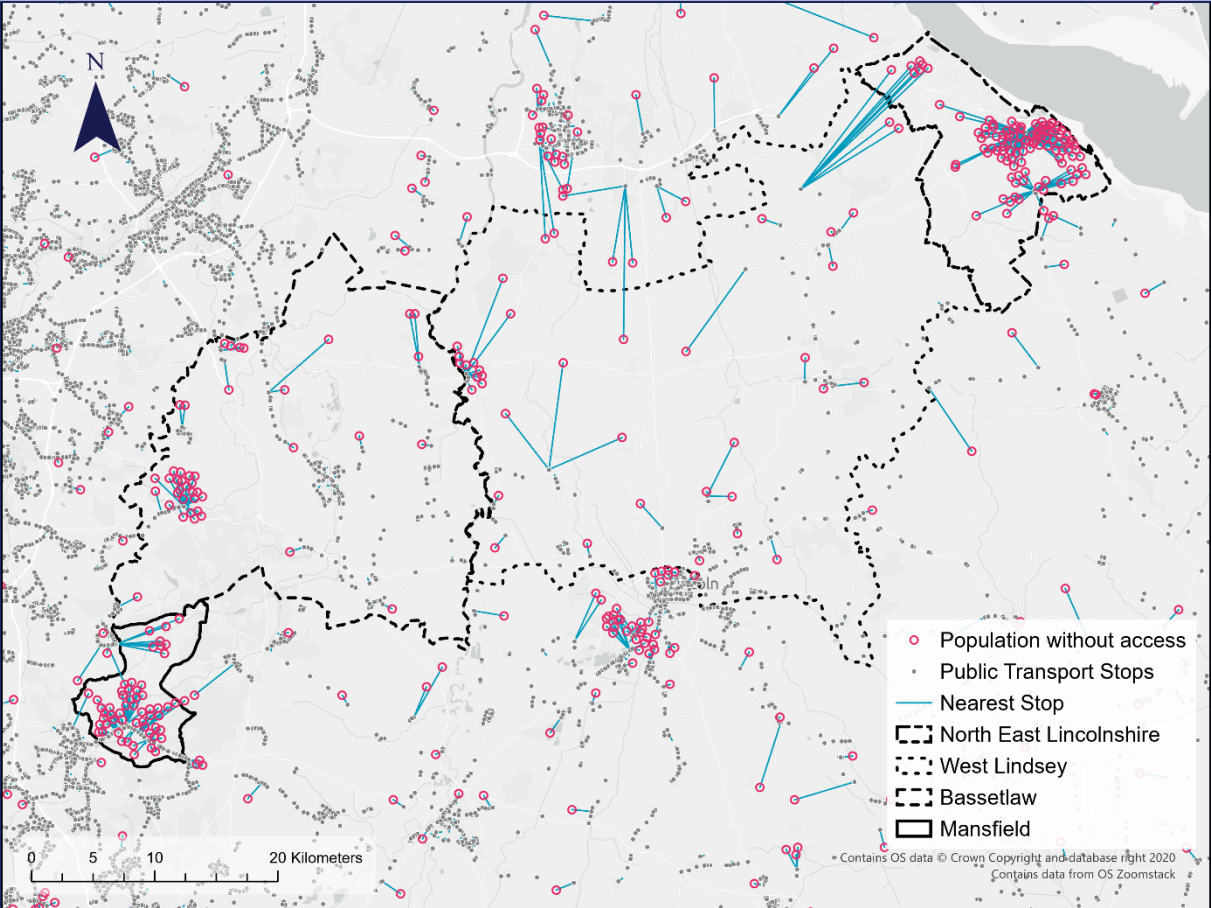 N
Lincoln
Population without access
Public Transport Stops
Nearest Stop
North East Lincolnshire
West Lindsey
Bassetlaw
Mansfield
0 5 10 20 Kilometers
Contains OS data © Crown Copyright and database right 2020
Contains data from OS Zoomstack